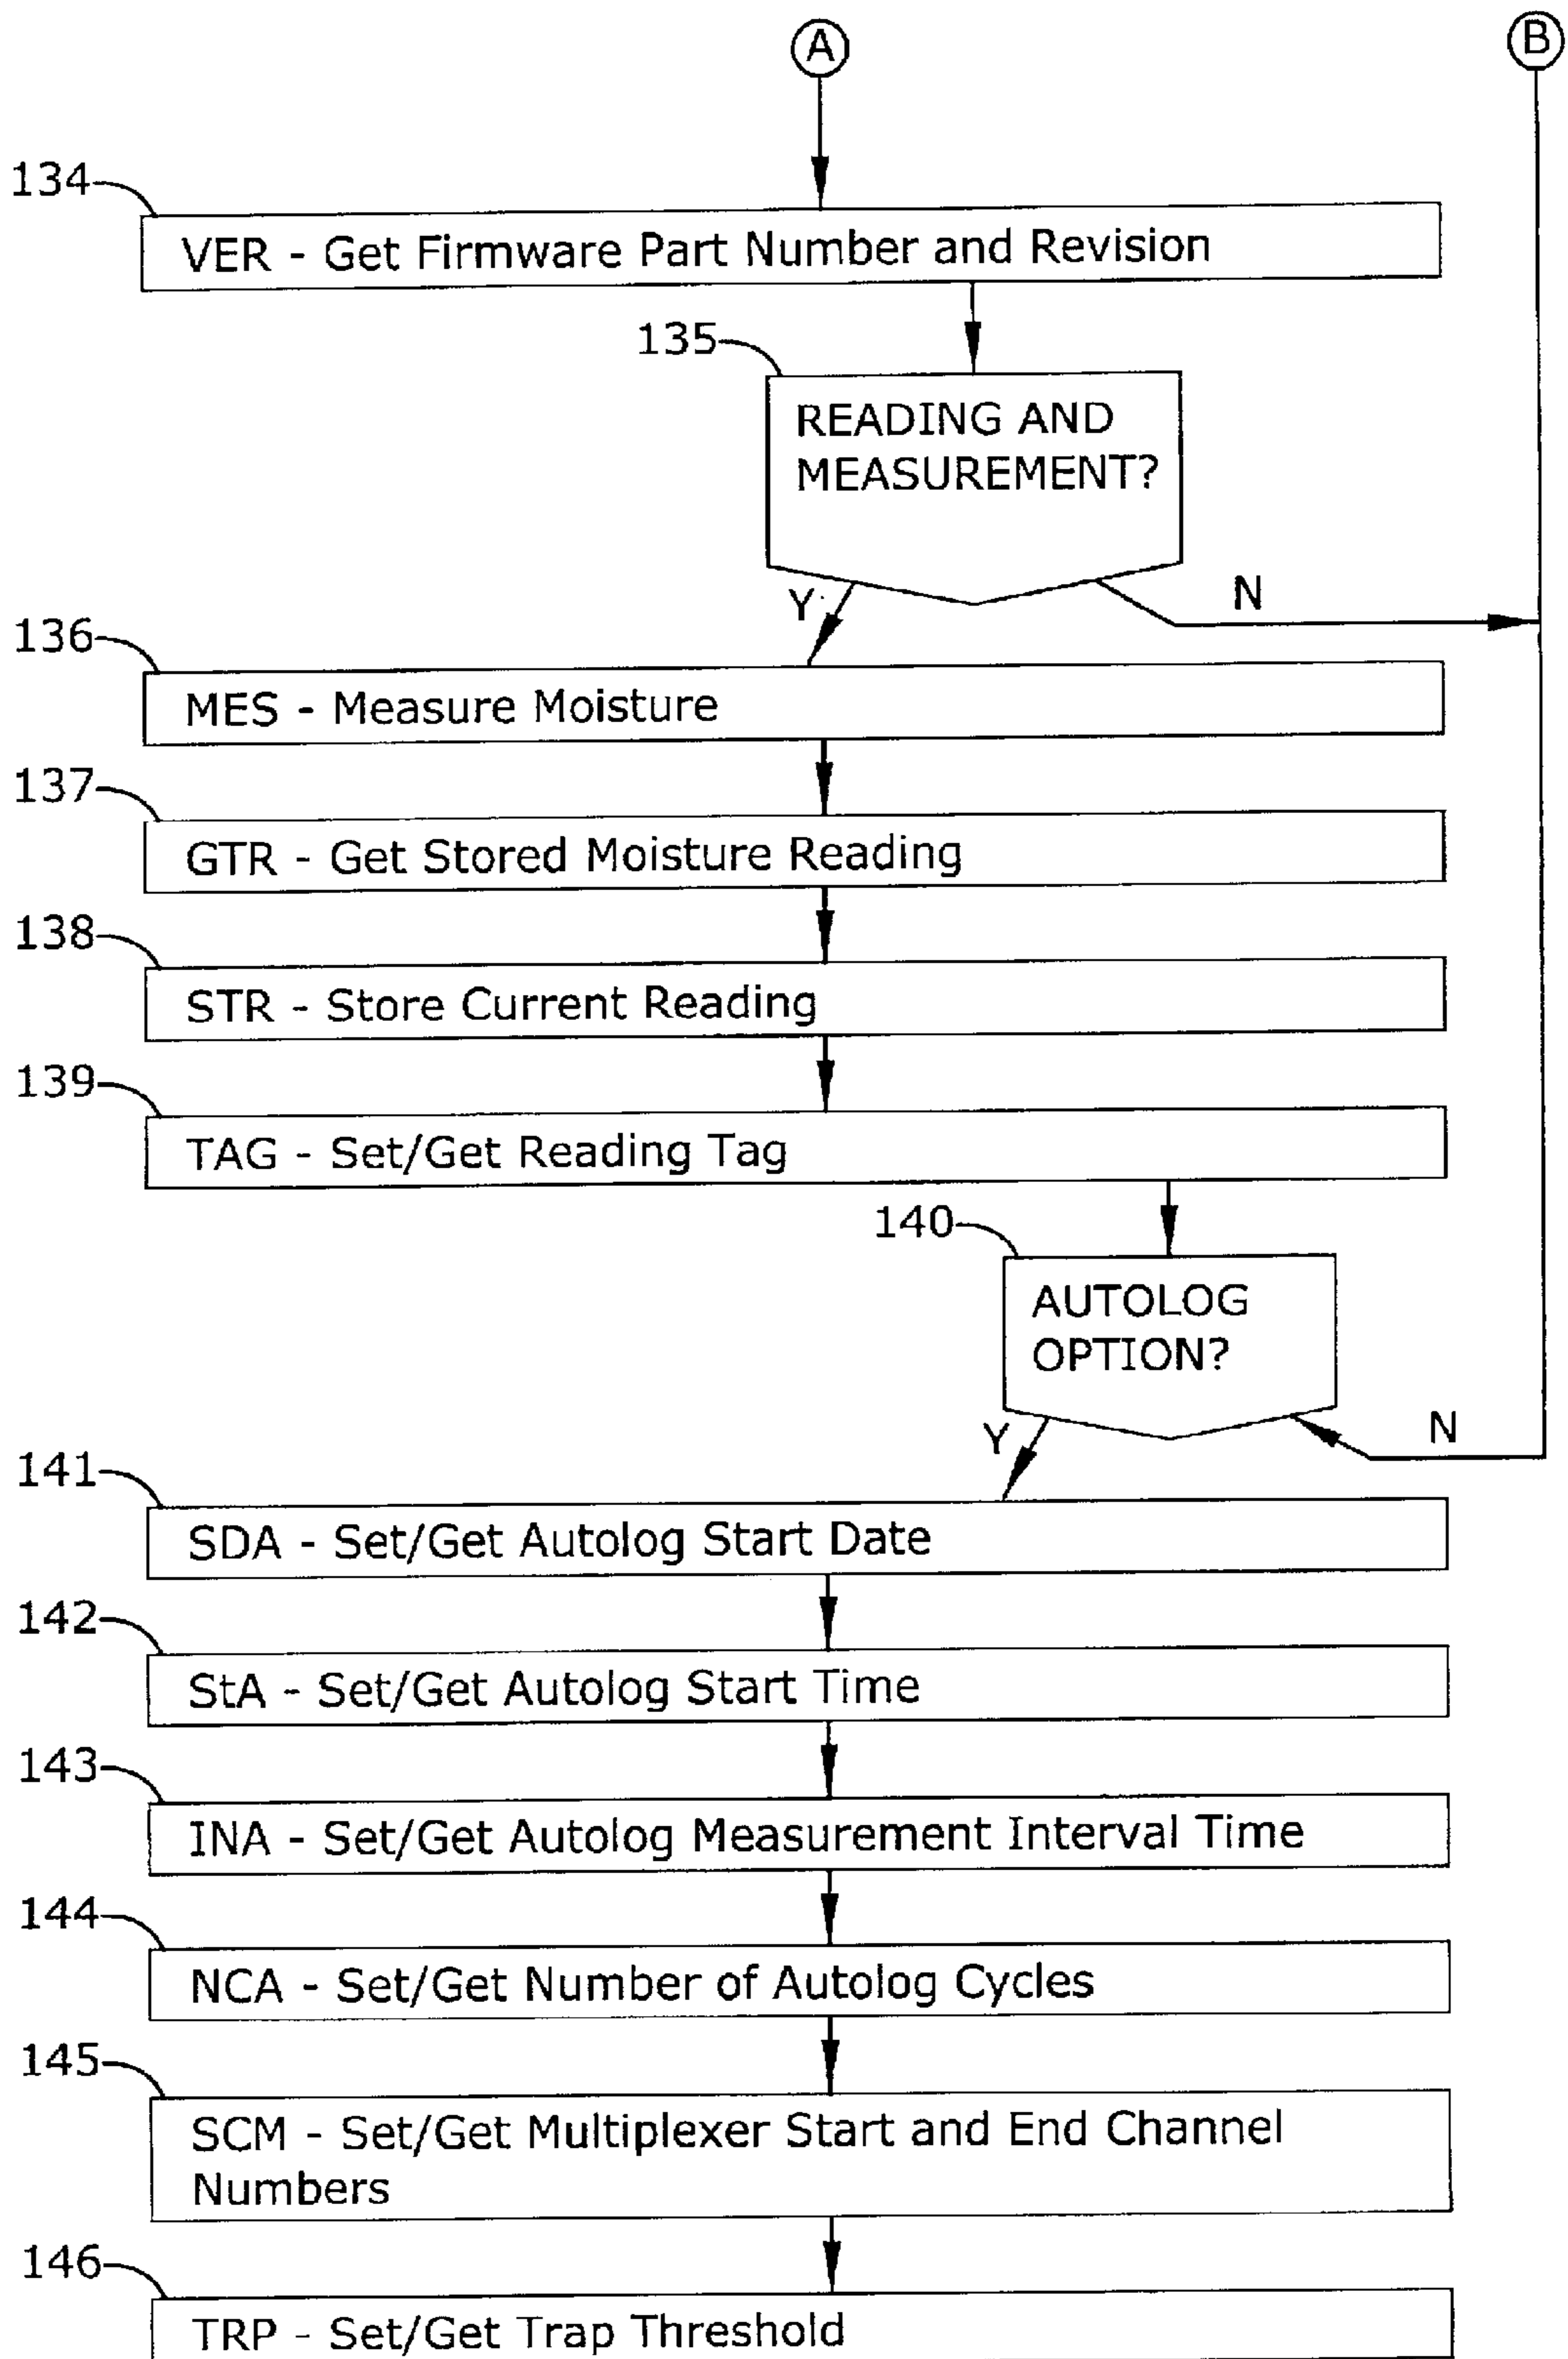 A
B
134
VER - Get Firmware Part Number and Revision
135
READING AND
MEASUREMENT?
Y
N
136
MES - Measure Moisture
137
GTR - Get Stored Moisture Reading
138
STR - Store Current Reading
139
TAG - Set/Get Reading Tag
140
AUTOLOG
OPTION?
Y
N
141
SDA - Set/Get Autolog Start Date
142
StA - Set/Get Autolog Start Time
143
INA - Set/Get Autolog Measurement Interval Time
144
NCA - Set/Get Number of Autolog Cycles
145
SCM - Set/Get Multiplexer Start and End Channel
Numbers
146
TRP - Set/Get Trap Threshold